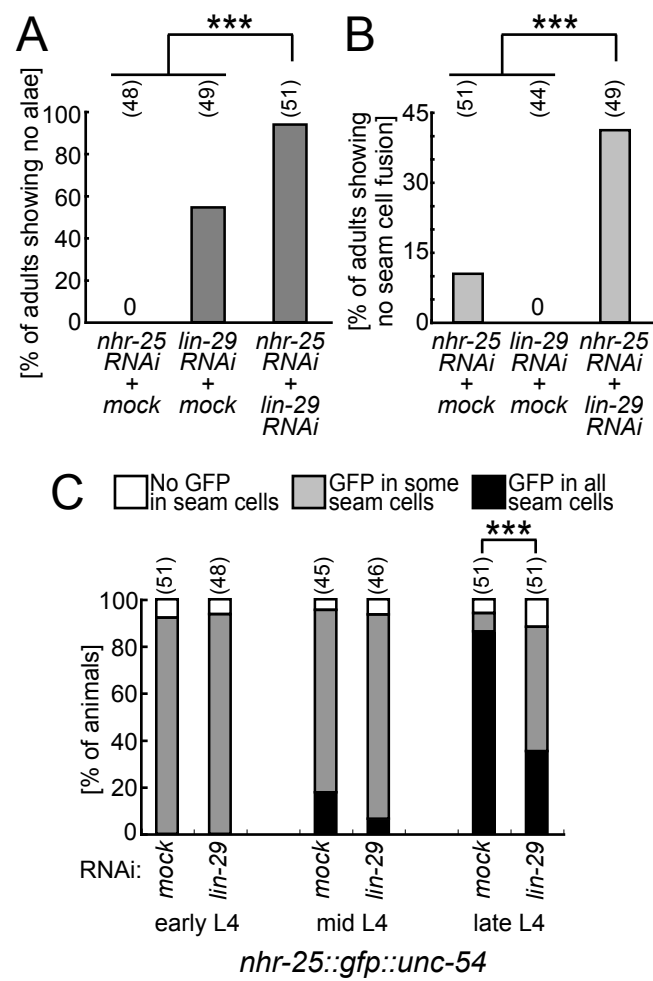 A
***
(48)
(49)
(51)
[% of adults showing no alae]
100
80
60
40
20
0
0
nhr-25
RNAi
+
mock
lin-29
RNAi
+
mock
nhr-25
RNAi
+
lin-29
RNAi
B
***
(51)
(44)
(49)
[% of adults showing
no seam cell fusion]
45
30
15
0
0
nhr-25
RNAi
+
mock
lin-29
RNAi
+
mock
nhr-25
RNAi
+
lin-29
RNAi
C
No GFP
in seam cells
GFP in some
seam cells
GFP in all
seam cells
***
(51)
(48)
(45)
(46)
(51)
(51)
[% of animals]
100
80
60
40
20
0
RNAi:
mock
lin-29
mock
lin-29
mock
lin-29
early L4
mid L4
late L4
nhr-25::gfp::unc-54